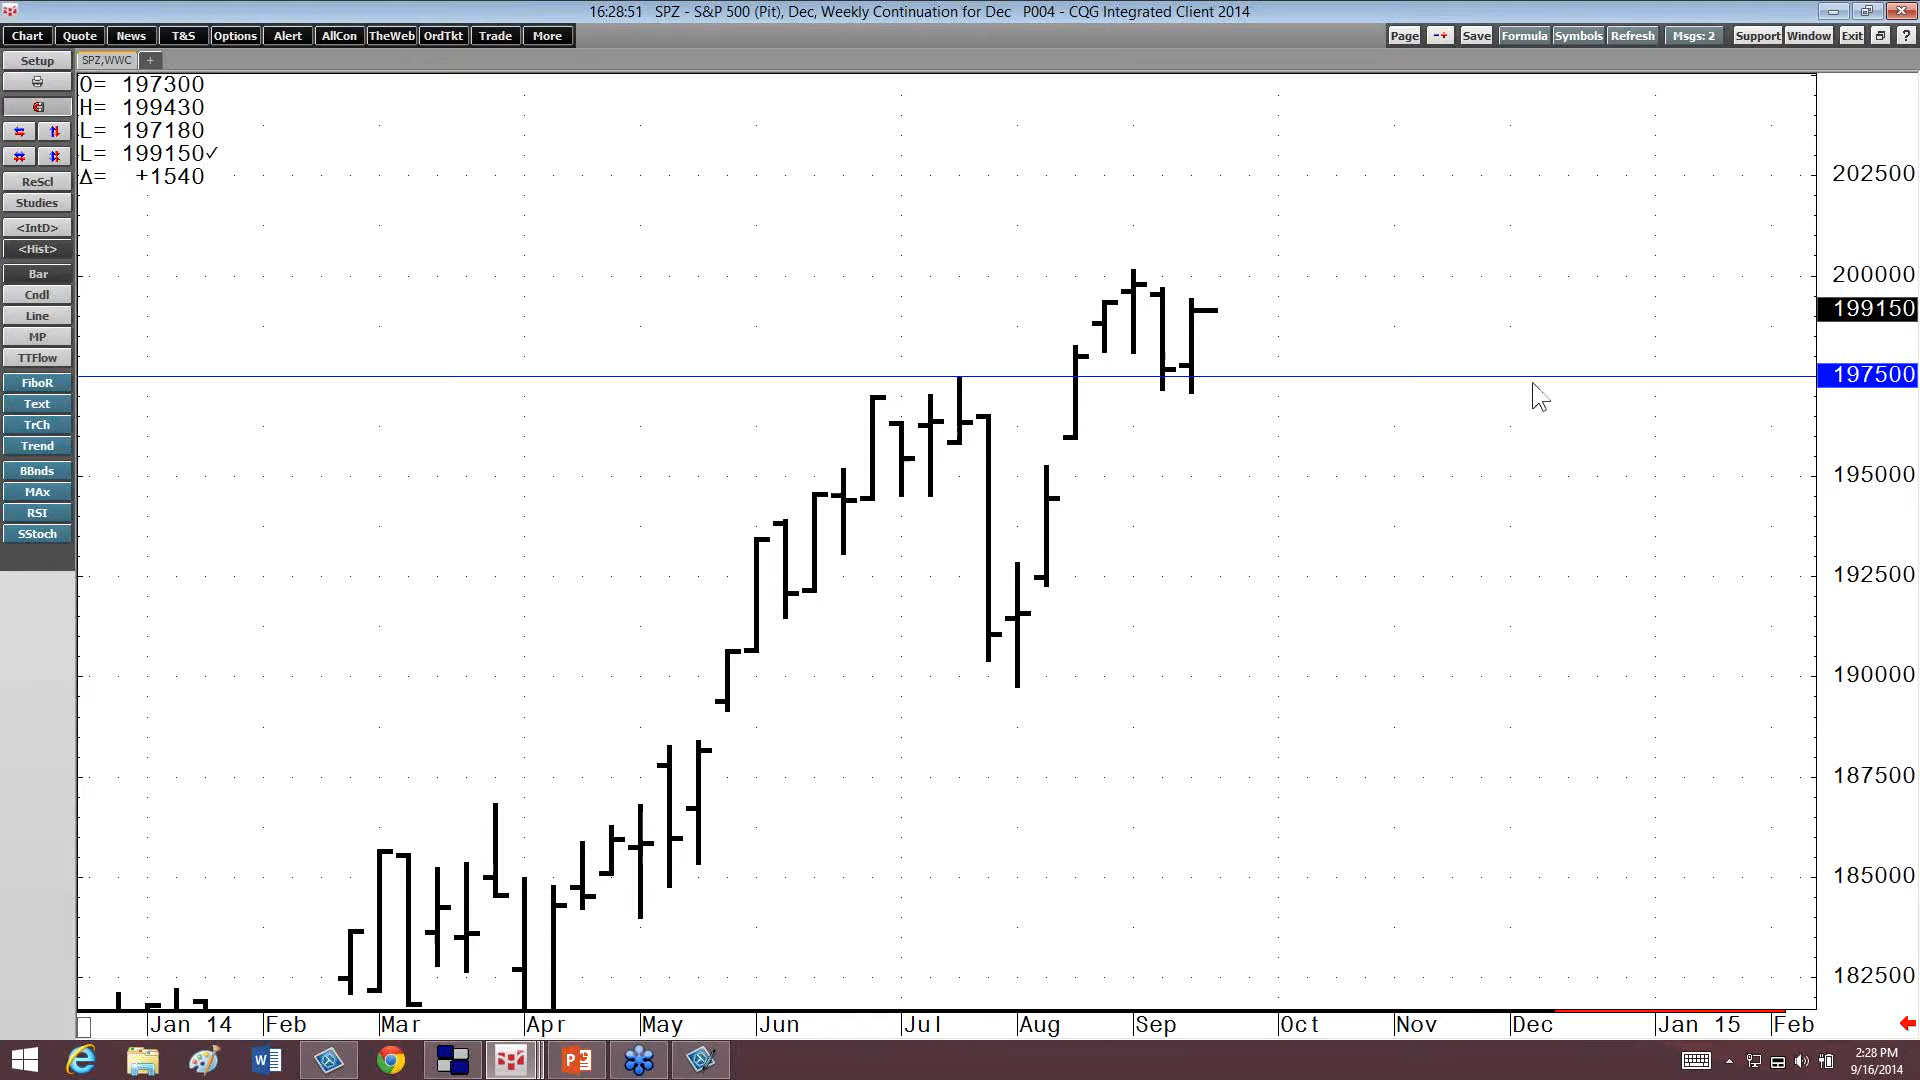 16:28:51 SPZ - S&P 500 (Pit), Dec, Weekly Continuation for Dec P004 - CQG Integrated Client 2014
Chart Quote News T&S Options Alert AllCon TheWeb OrdTkt Trade More Page -+ Save Formula Symbols Refresh Msgs: 2 Support Window Exit ?
Setup
SPZ,WWC +
O= 197300
H= 199430
L= 197180
L= 199150✓
Δ= +1540
ReScl
Studies
<IntD>
<Hist>
Bar
Cndl
Line
MP
TTFlow
FiboR
Text
TrCh
Trend
BBnds
MAx
RSI
SStoch
202500
200000
199150
197500
195000
192500
190000
187500
185000
182500
Jan 14 Feb Mar Apr May Jun Jul Aug Sep Oct Nov Dec Jan 15 Feb
2:28 PM
9/16/2014